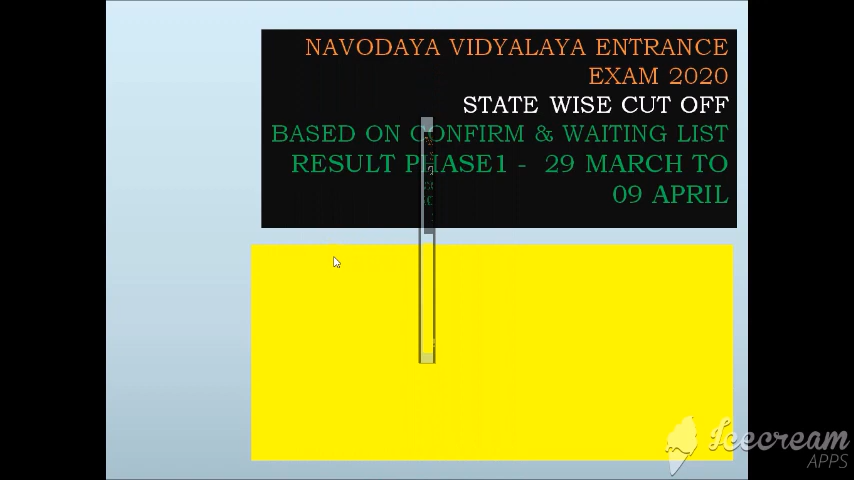 NAVODAYA VIDYALAYA ENTRANCE
EXAM 2020
STATE WISE CUT OFF
BASED ON CONFIRM & WAITING LIST
RESULT PHASE1 - 29 MARCH TO
09 APRIL
Icecream
APPS